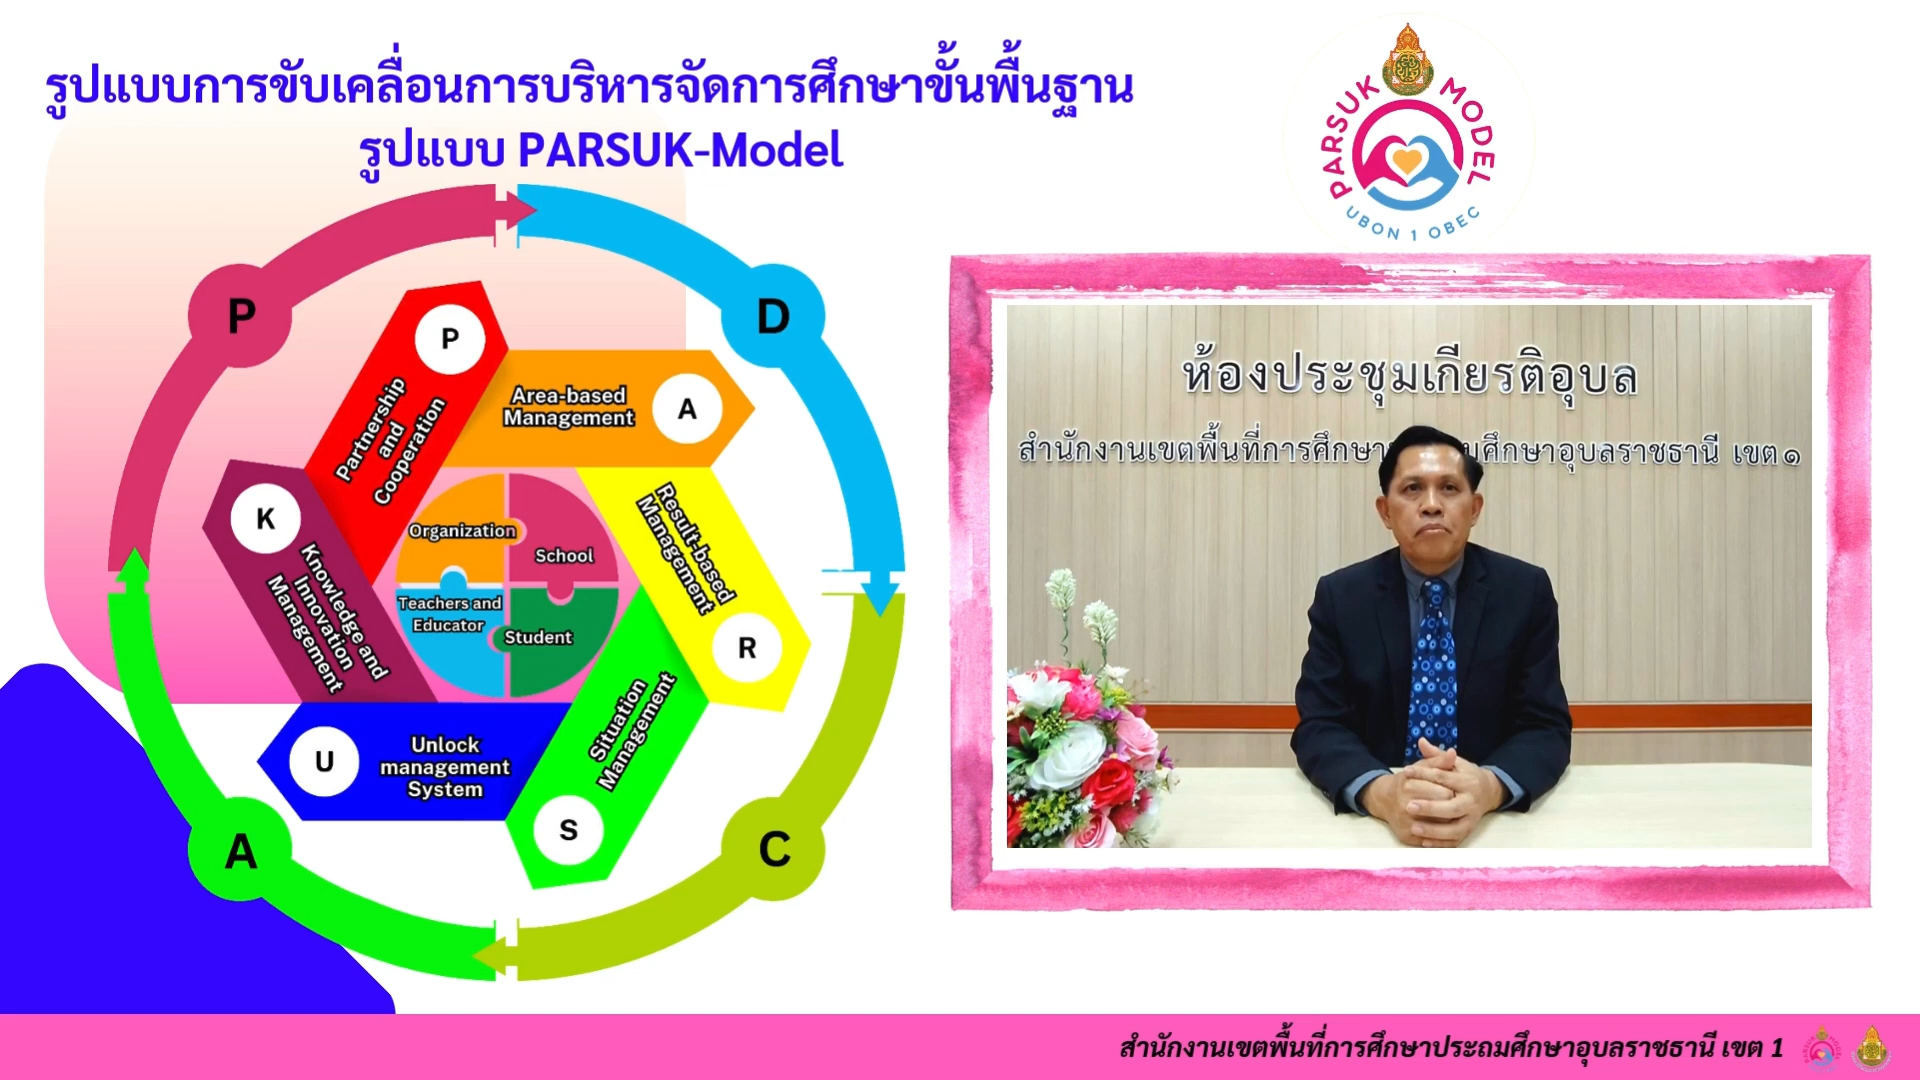 รูปแบบการขับเคลื่อนการบริหารจัดการศึกษาขั้นพื้นฐาน
รูปแบบ PARSUK-Model
PARSUK MODEL
UBON 1 OBEC
P
D
C
A
P
Partnership
and
Cooperation
Area-based
Management
A
Result-based
Management
R
Situation
Management
S
U
Unlock
management
System
K
Knowledge and
Innovation
Management
Organization
School
Teachers and
Educator
Student
ห้องประชุมเกียรติอุบล
สำนักงานเขตพื้นที่การศึกษา มศึกษาอุบลราชธานี เขต ๑
สำนักงานเขตพื้นที่การศึกษาประถมศึกษาอุบลราชธานี เขต 1